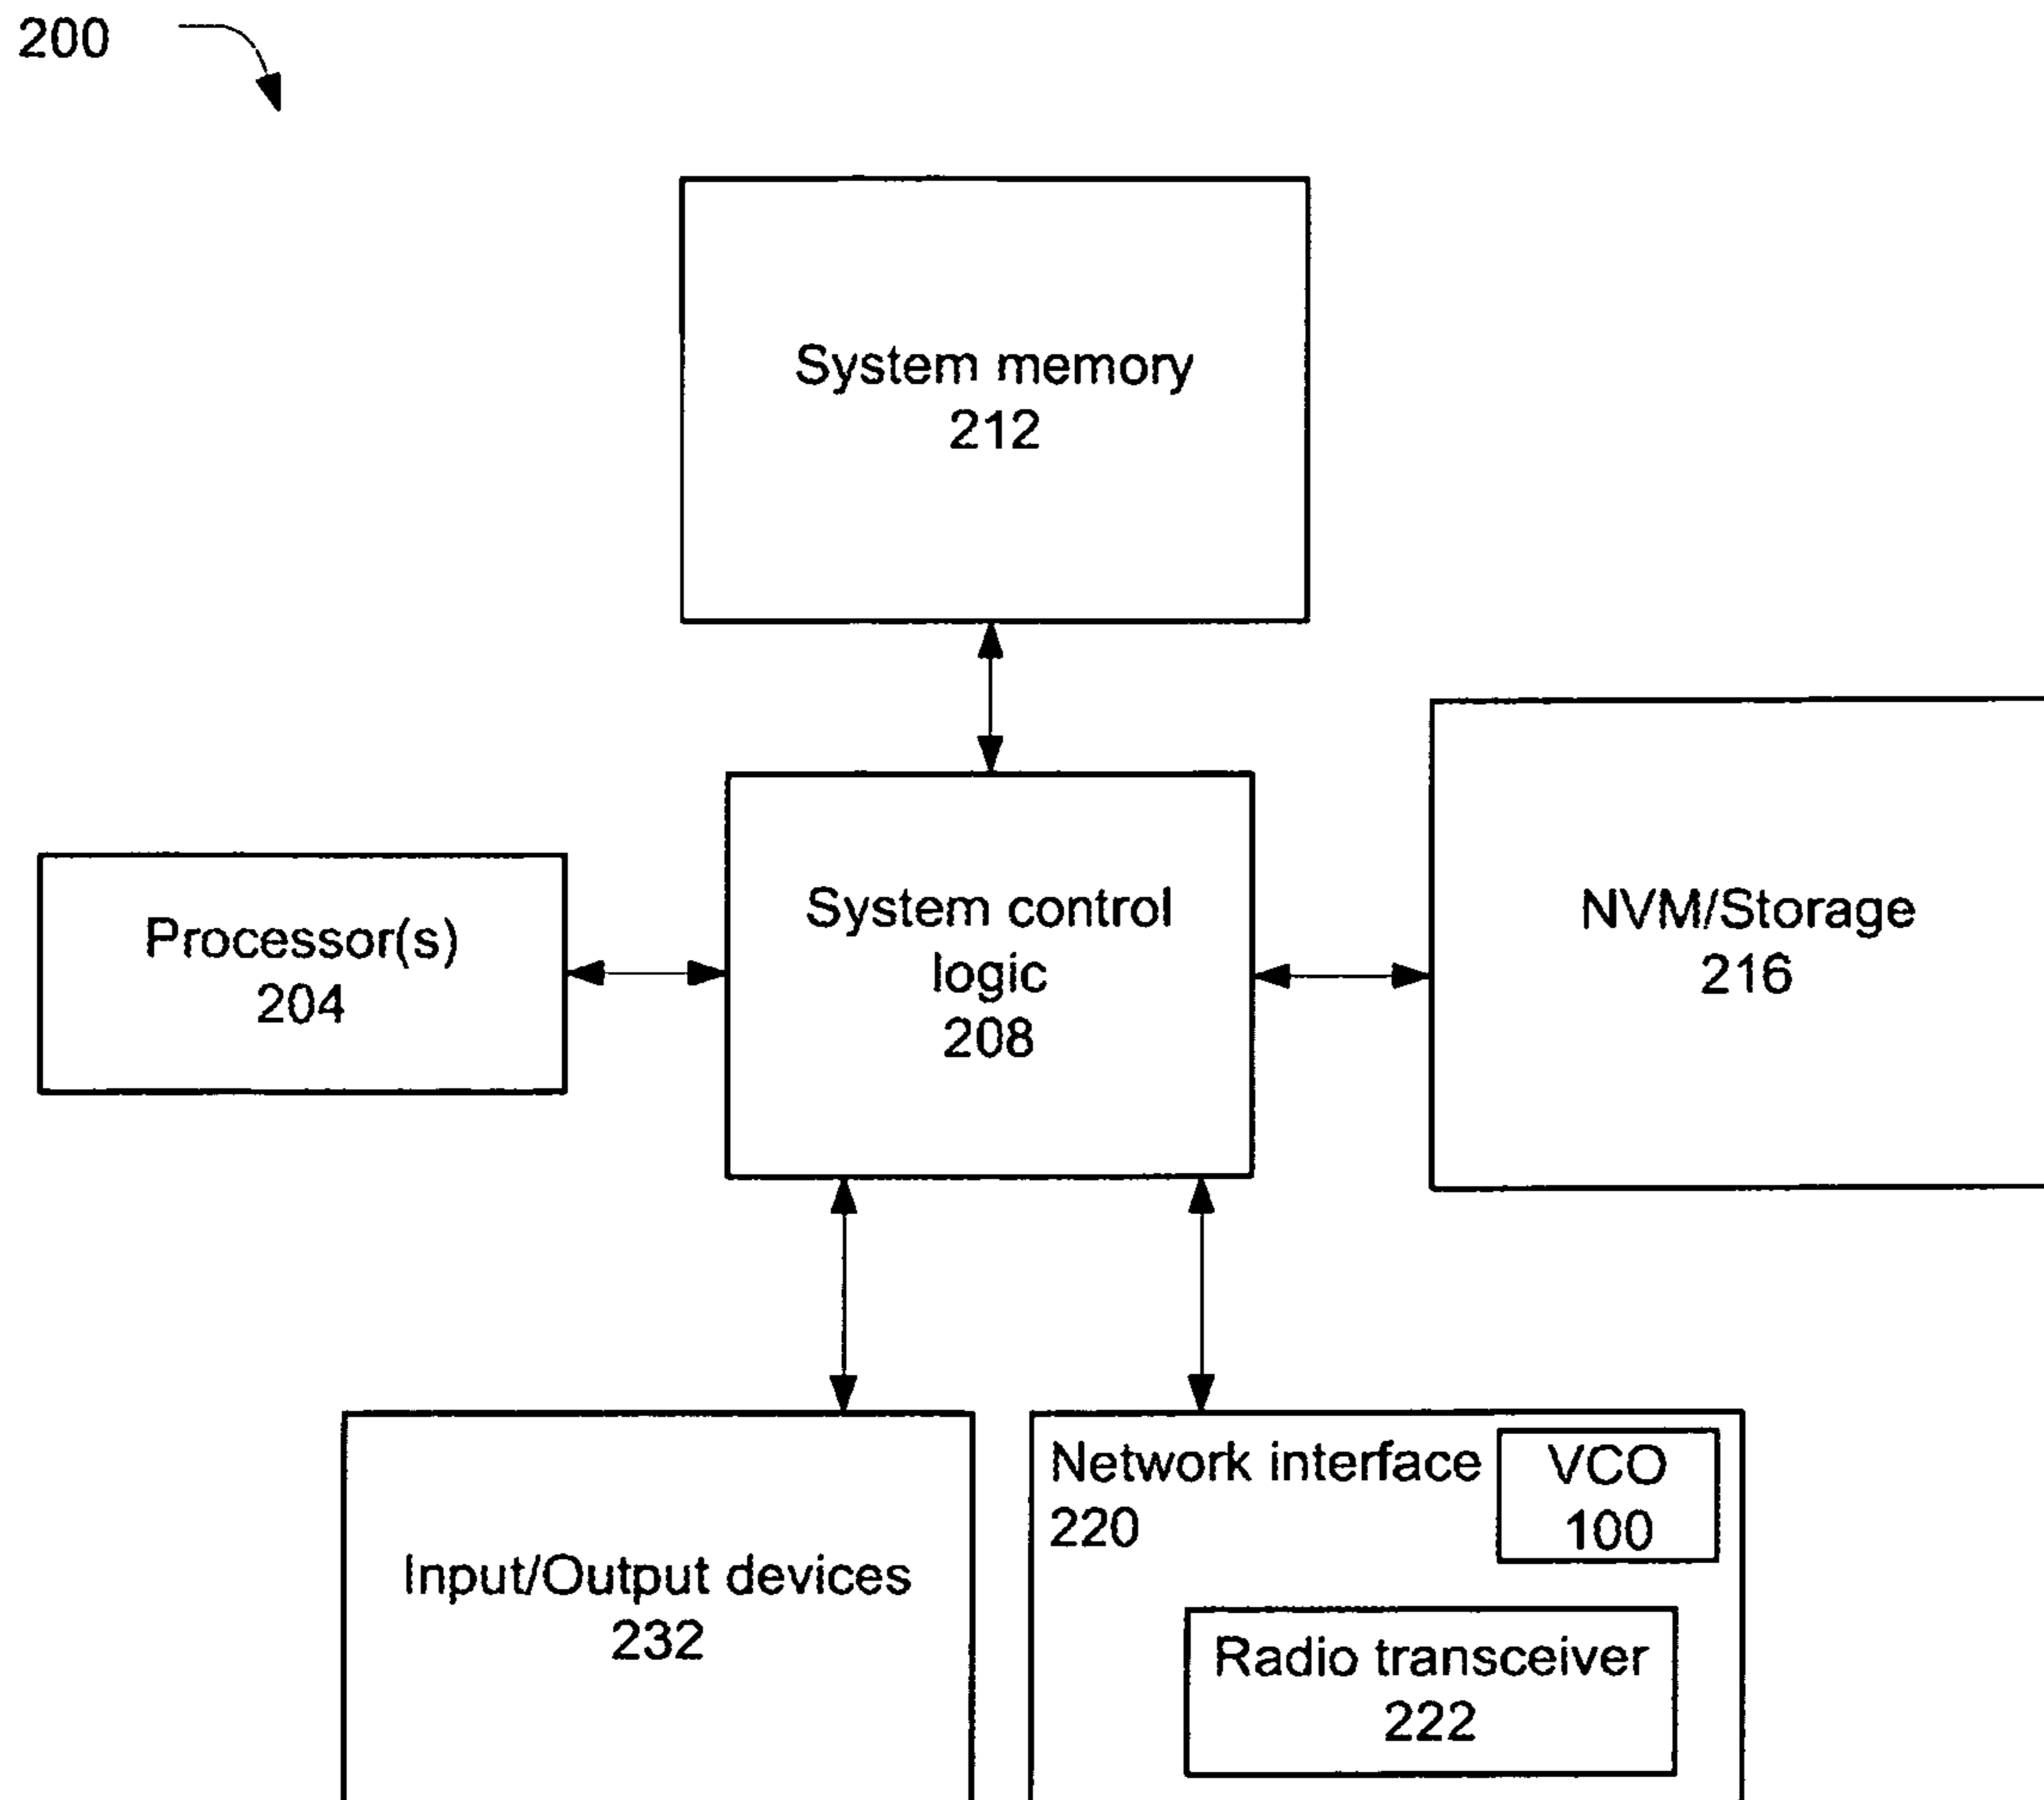 200
System memory
212
Processor(s)
204
System control
logic
208
NVM/Storage
216
Input/Output devices
232
Network interface
220
VCO
100
Radio transceiver
222